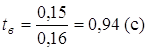 t_в = 0,15/0,16 = 0,94 (с)